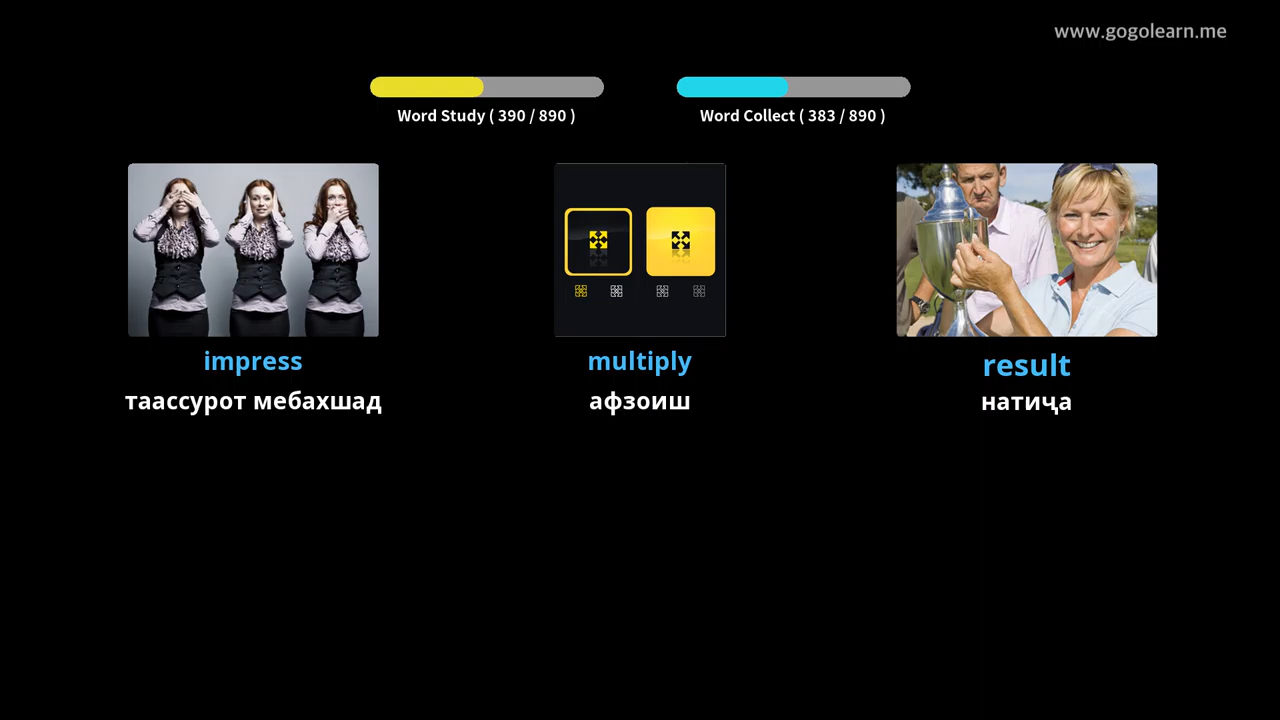 www.gogolearn.me
Word Study ( 390 / 890 )
Word Collect ( 383 / 890 )
impress
multiply
result
таассурот мебахшад
афзоиш
натиҷа